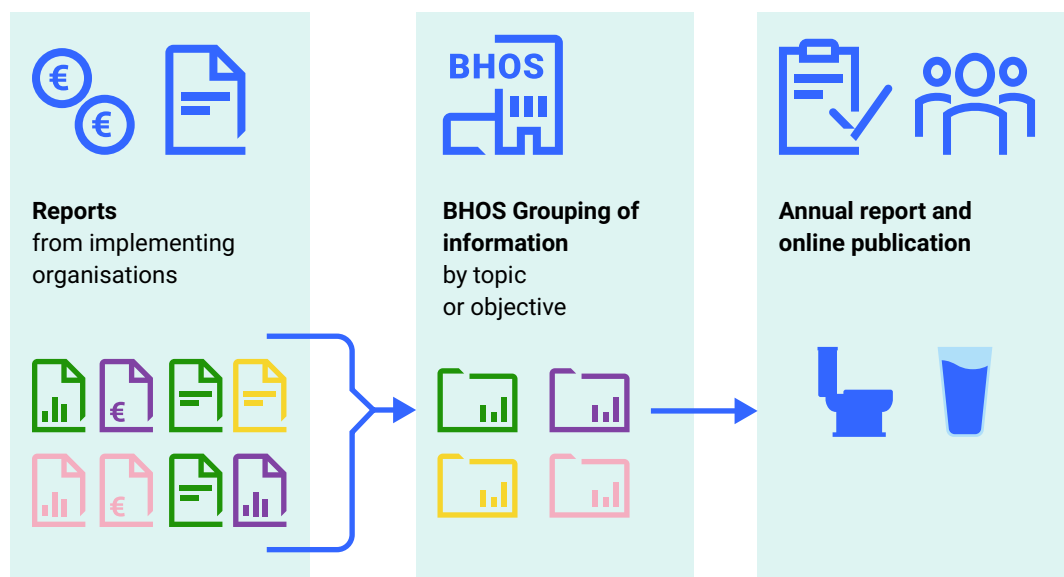 €
€
BHOS
Reports
from implementing
organisations
BHOS Grouping of
information
by topic
or objective
Annual report and
online publication
€
€